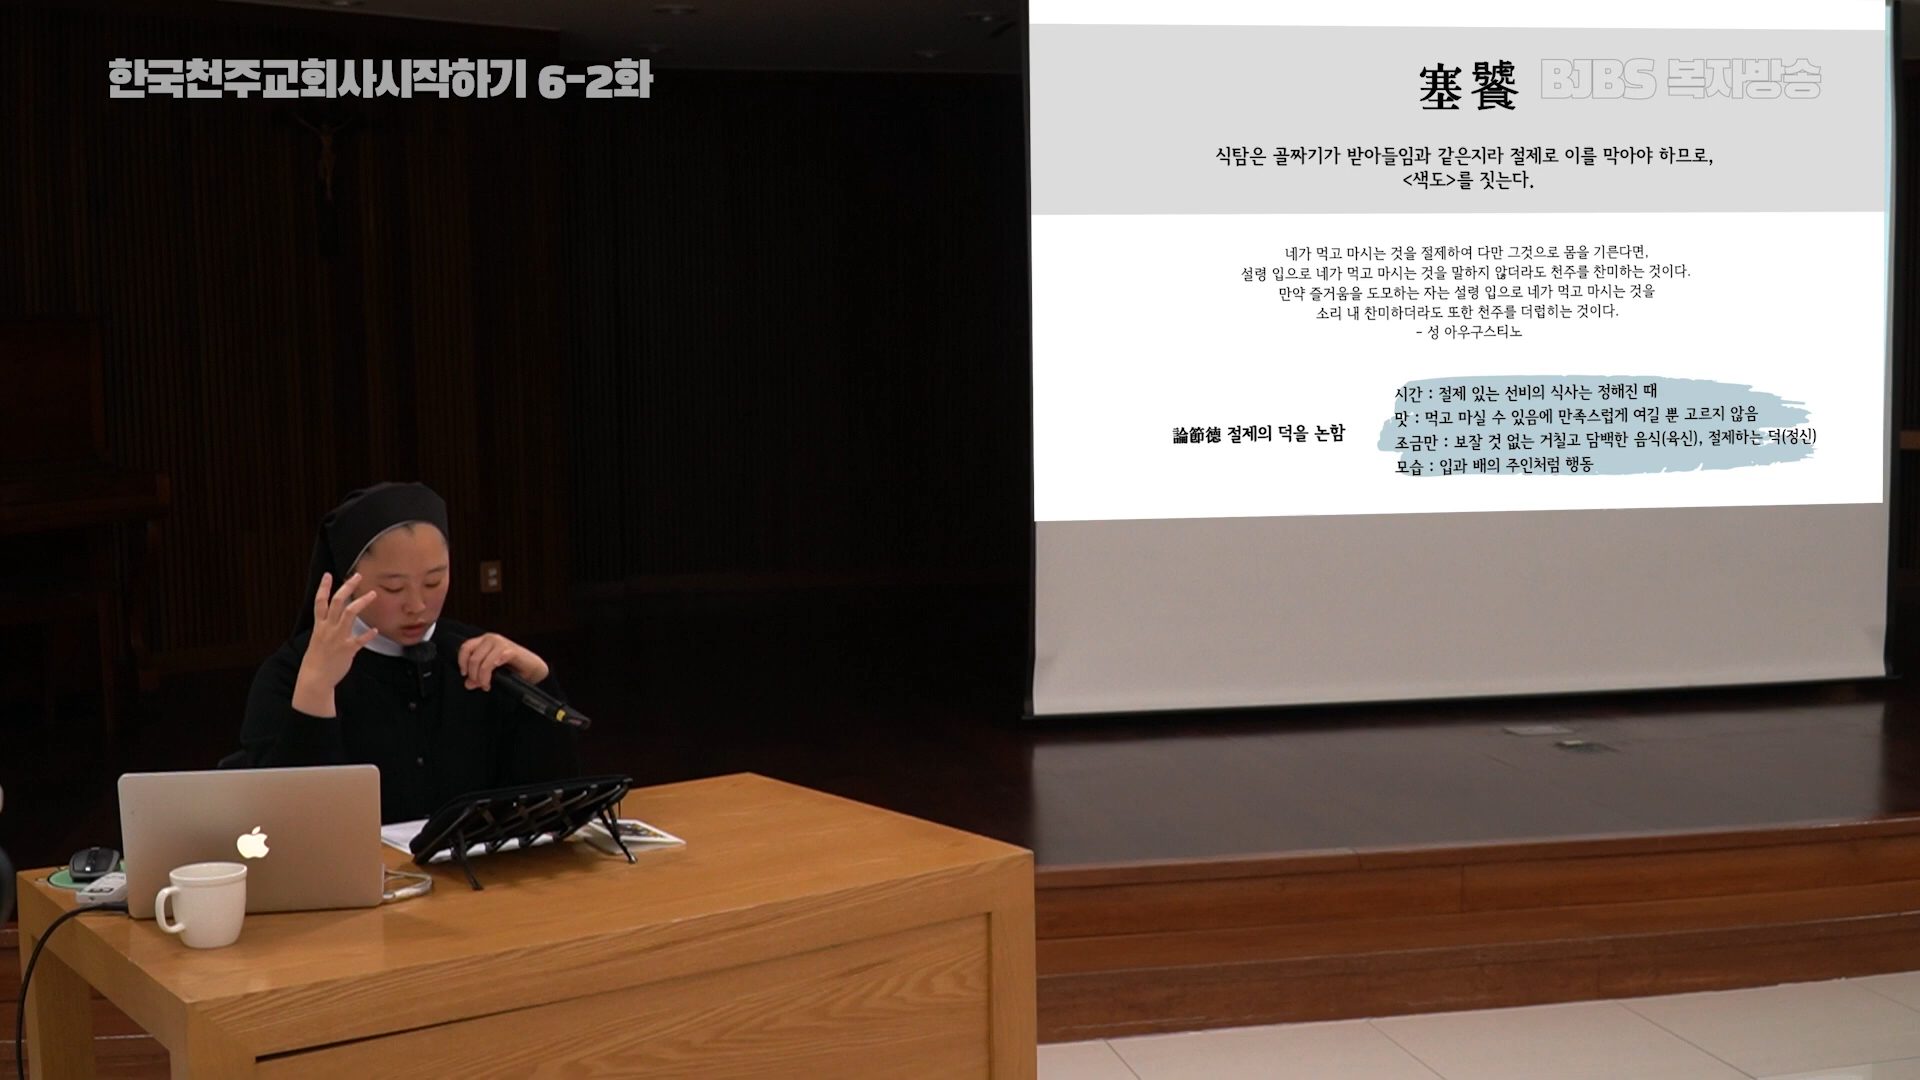 한국천주교회사시작하기 6-2화
塞饕
BJBS 복자방송
식탐은 골짜기가 받아들임과 같은지라 절제로 이를 막아야 하므로,
<색도>를 짓는다.
네가 먹고 마시는 것을 절제하여 다만 그것으로 몸을 기른다면,
설령 입으로 네가 먹고 마시는 것을 말하지 않더라도 천주를 찬미하는 것이다.
만약 즐거움을 도모하는 자는 설령 입으로 네가 먹고 마시는 것을
소리 내 찬미하더라도 또한 천주를 더럽히는 것이다.
- 성 아우구스티노
論節德 절제의 덕을 논함
시간 : 절제 있는 선비의 식사는 정해진 때
맛 : 먹고 마실 수 있음에 만족스럽게 여길 뿐 고르지 않음
조금만 : 보잘 것 없는 거칠고 담백한 음식(육신), 절제하는 덕(정신)
모습 : 입과 배의 주인처럼 행동